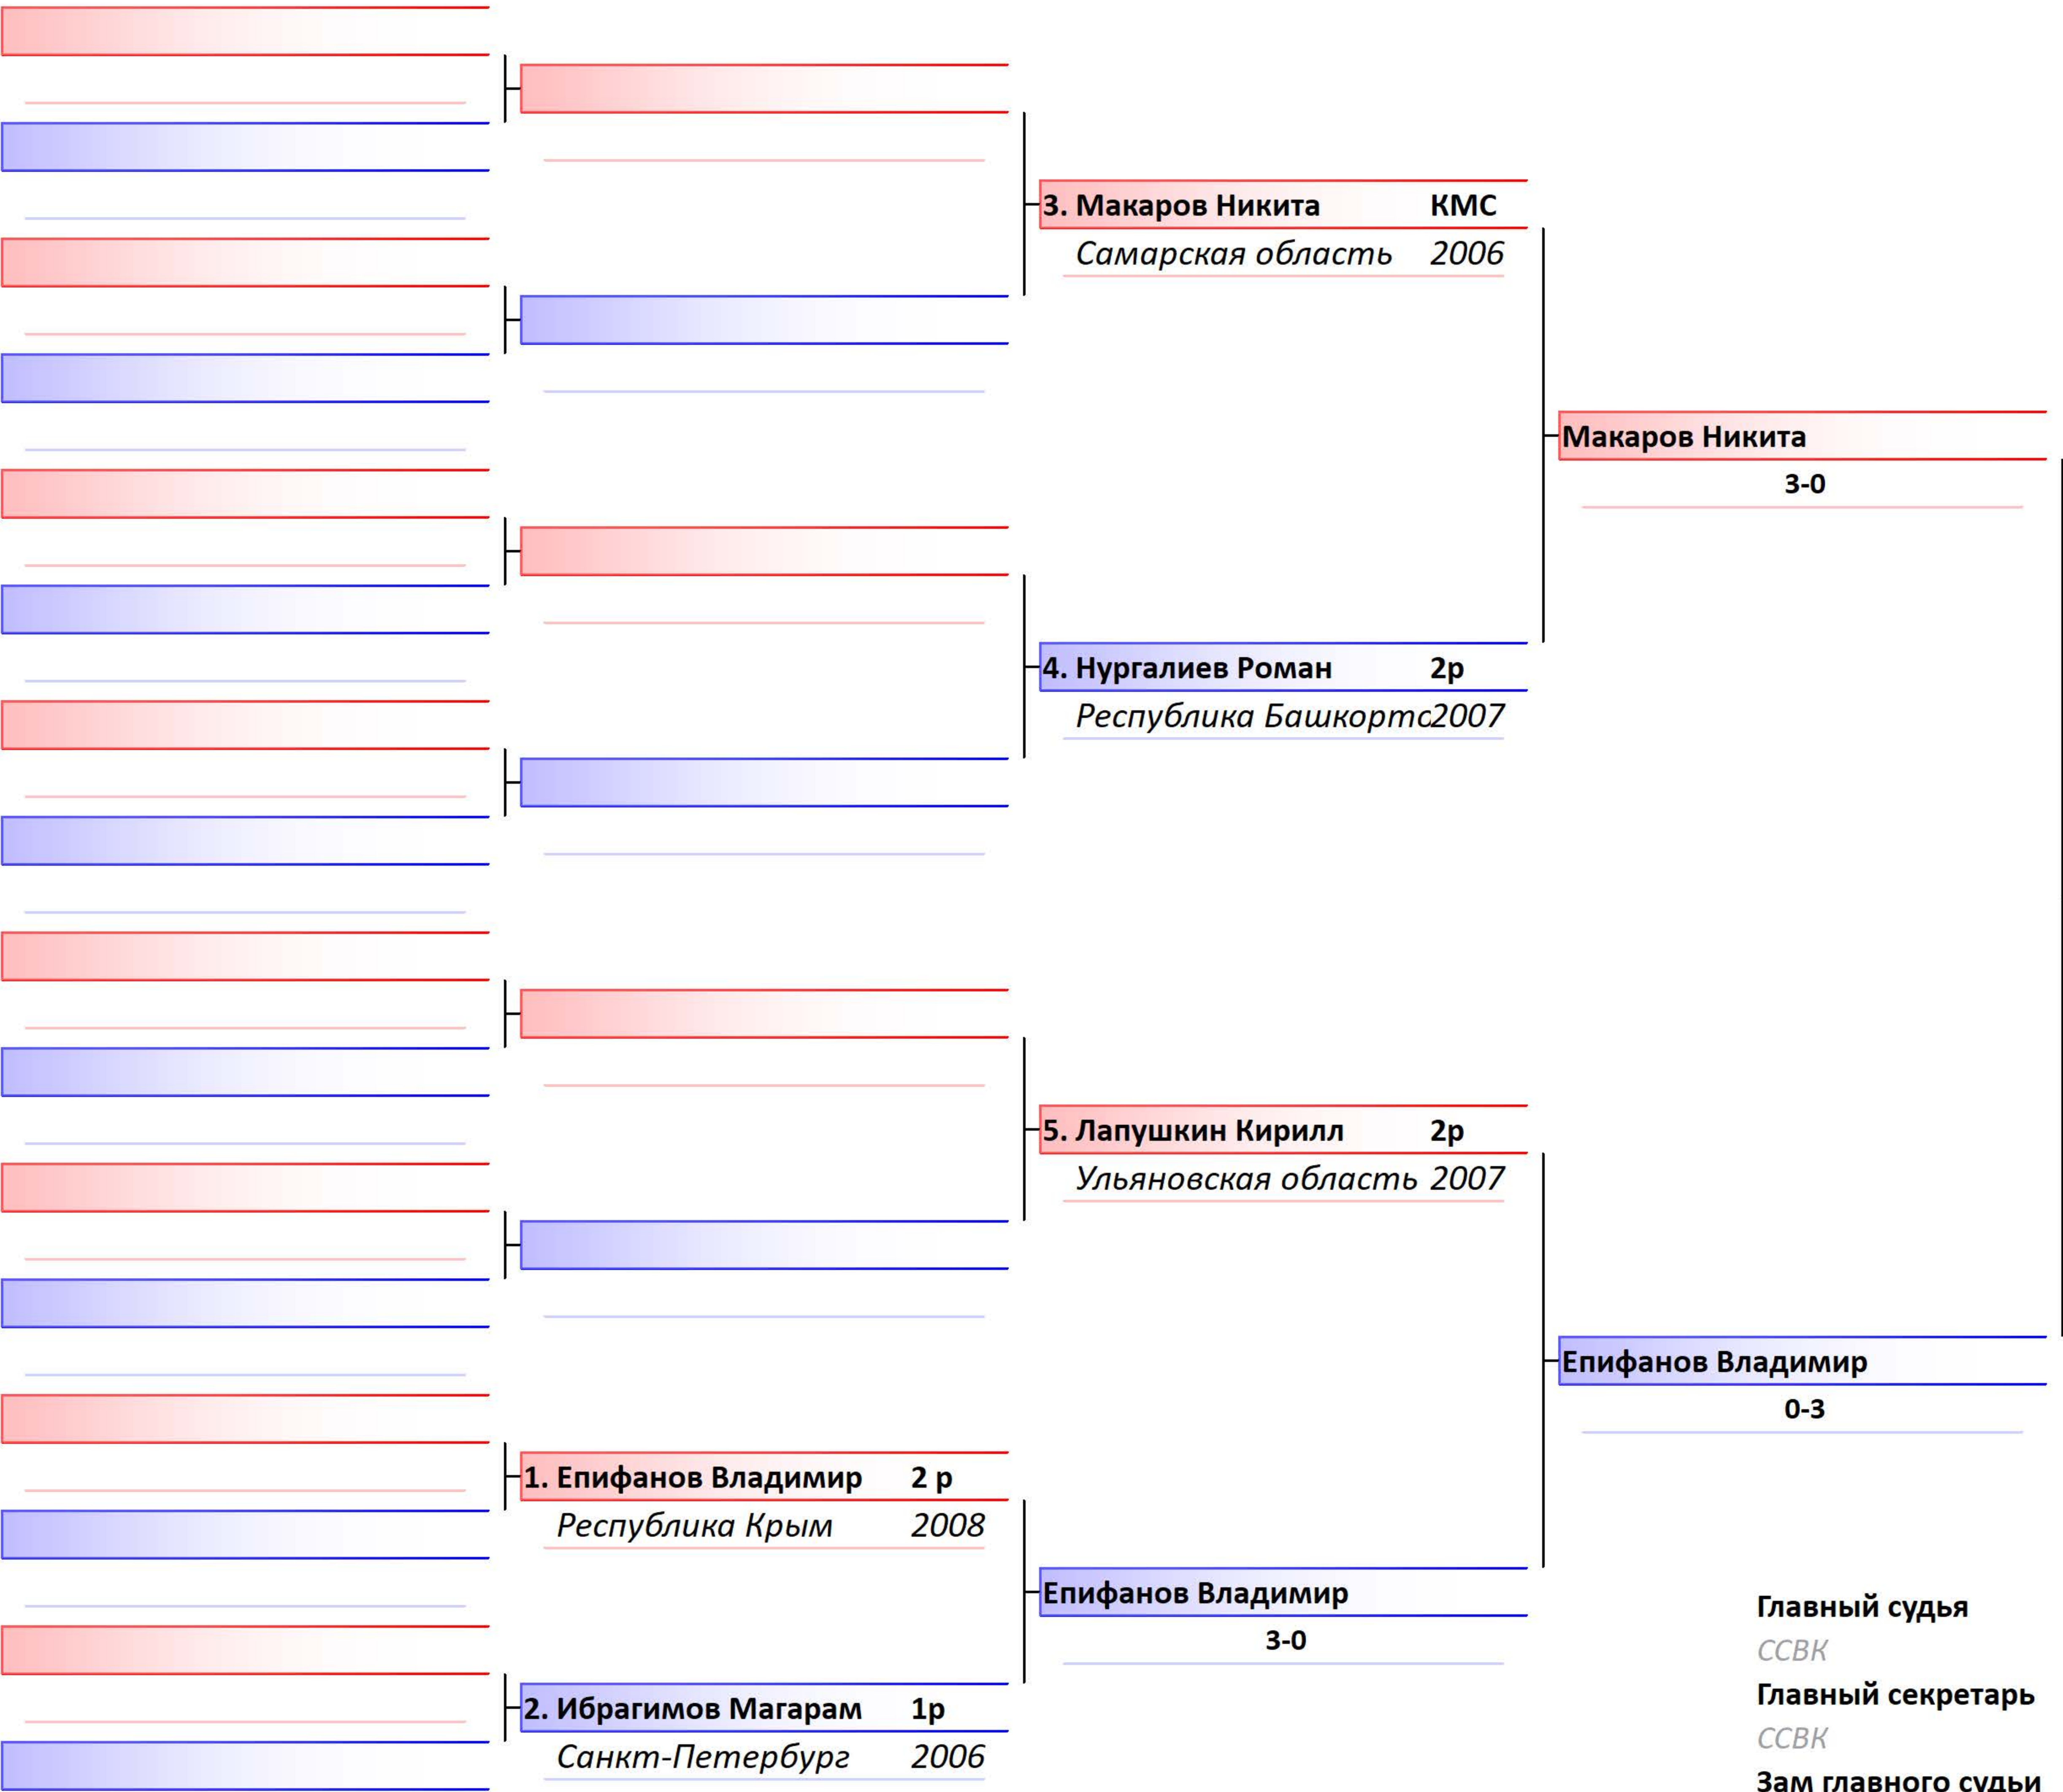 3. Макаров Никита КМС
Самарская область 2006
Макаров Никита
3-0
4. Нургалиев Роман 2р
Республика Башкорто2007
5. Лапушкин Кирилл 2р
Ульяновская область 2007
Епифанов Владимир
0-3
1. Епифанов Владимир 2 р
Республика Крым 2008
Епифанов Владимир
3-0
2. Ибрагимов Магарам 1р
Санкт-Петербург 2006
Главный судья
ССВК
Главный секретарь
ССВК
Зам главного судьи